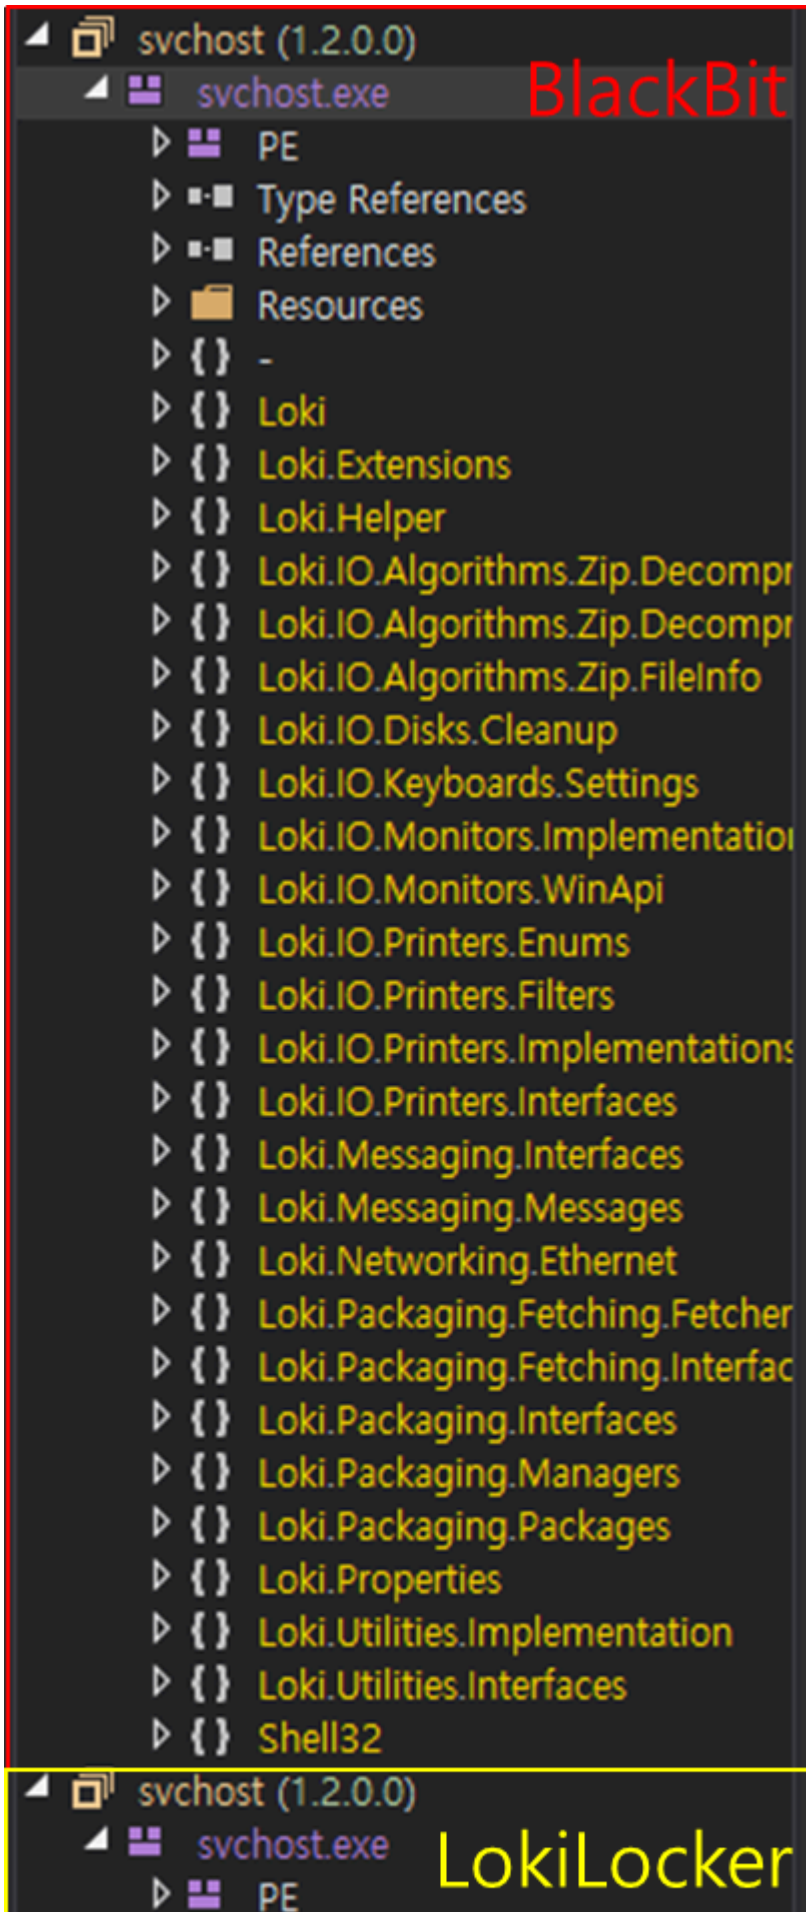 svchost (1.2.0.0)
svchost.exe BlackBit
PE
Type References
References
Resources
{ } -
{ } Loki
{ } Loki.Extensions
{ } Loki.Helper
{ } Loki.IO.Algorithms.Zip.Decompr
{ } Loki.IO.Algorithms.Zip.Decompr
{ } Loki.IO.Algorithms.Zip.FileInfo
{ } Loki.IO.Disks.Cleanup
{ } Loki.IO.Keyboards.Settings
{ } Loki.IO.Monitors.Implementation
{ } Loki.IO.Monitors.WinApi
{ } Loki.IO.Printers.Enums
{ } Loki.IO.Printers.Filters
{ } Loki.IO.Printers.Implementations
{ } Loki.IO.Printers.Interfaces
{ } Loki.Messaging.Interfaces
{ } Loki.Messaging.Messages
{ } Loki.Networking.Ethernet
{ } Loki.Packaging.Fetching.Fetcher
{ } Loki.Packaging.Fetching.Interfac
{ } Loki.Packaging.Interfaces
{ } Loki.Packaging.Managers
{ } Loki.Packaging.Packages
{ } Loki.Properties
{ } Loki.Utilities.Implementation
{ } Loki.Utilities.Interfaces
{ } Shell32
svchost (1.2.0.0)
svchost.exe LokiLocker
PE